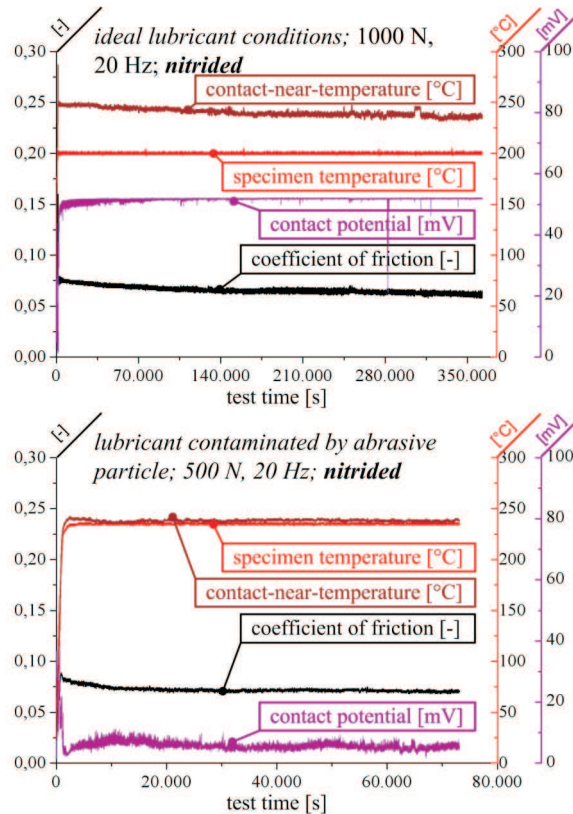 [-]
[°C]
[mV]
ideal lubricant conditions; 1000 N,
20 Hz; nitrided
0,30
0,25
0,20
0,15
0,10
0,05
0,00
contact-near-temperature [°C]
specimen temperature [°C]
contact potential [mV]
coefficient of friction [-]
300
250
200
150
100
50
0
100
80
60
40
20
0
0
70.000
140.000
210.000
280.000
350.000
test time [s]
[-]
[°C]
[mV]
lubricant contaminated by abrasive
particle; 500 N, 20 Hz; nitrided
0,30
0,25
0,20
0,15
0,10
0,05
0,00
specimen temperature [°C]
contact-near-temperature [°C]
coefficient of friction [-]
contact potential [mV]
300
250
200
150
100
50
0
100
80
60
40
20
0
0
20.000
40.000
60.000
80.000
test time [s]